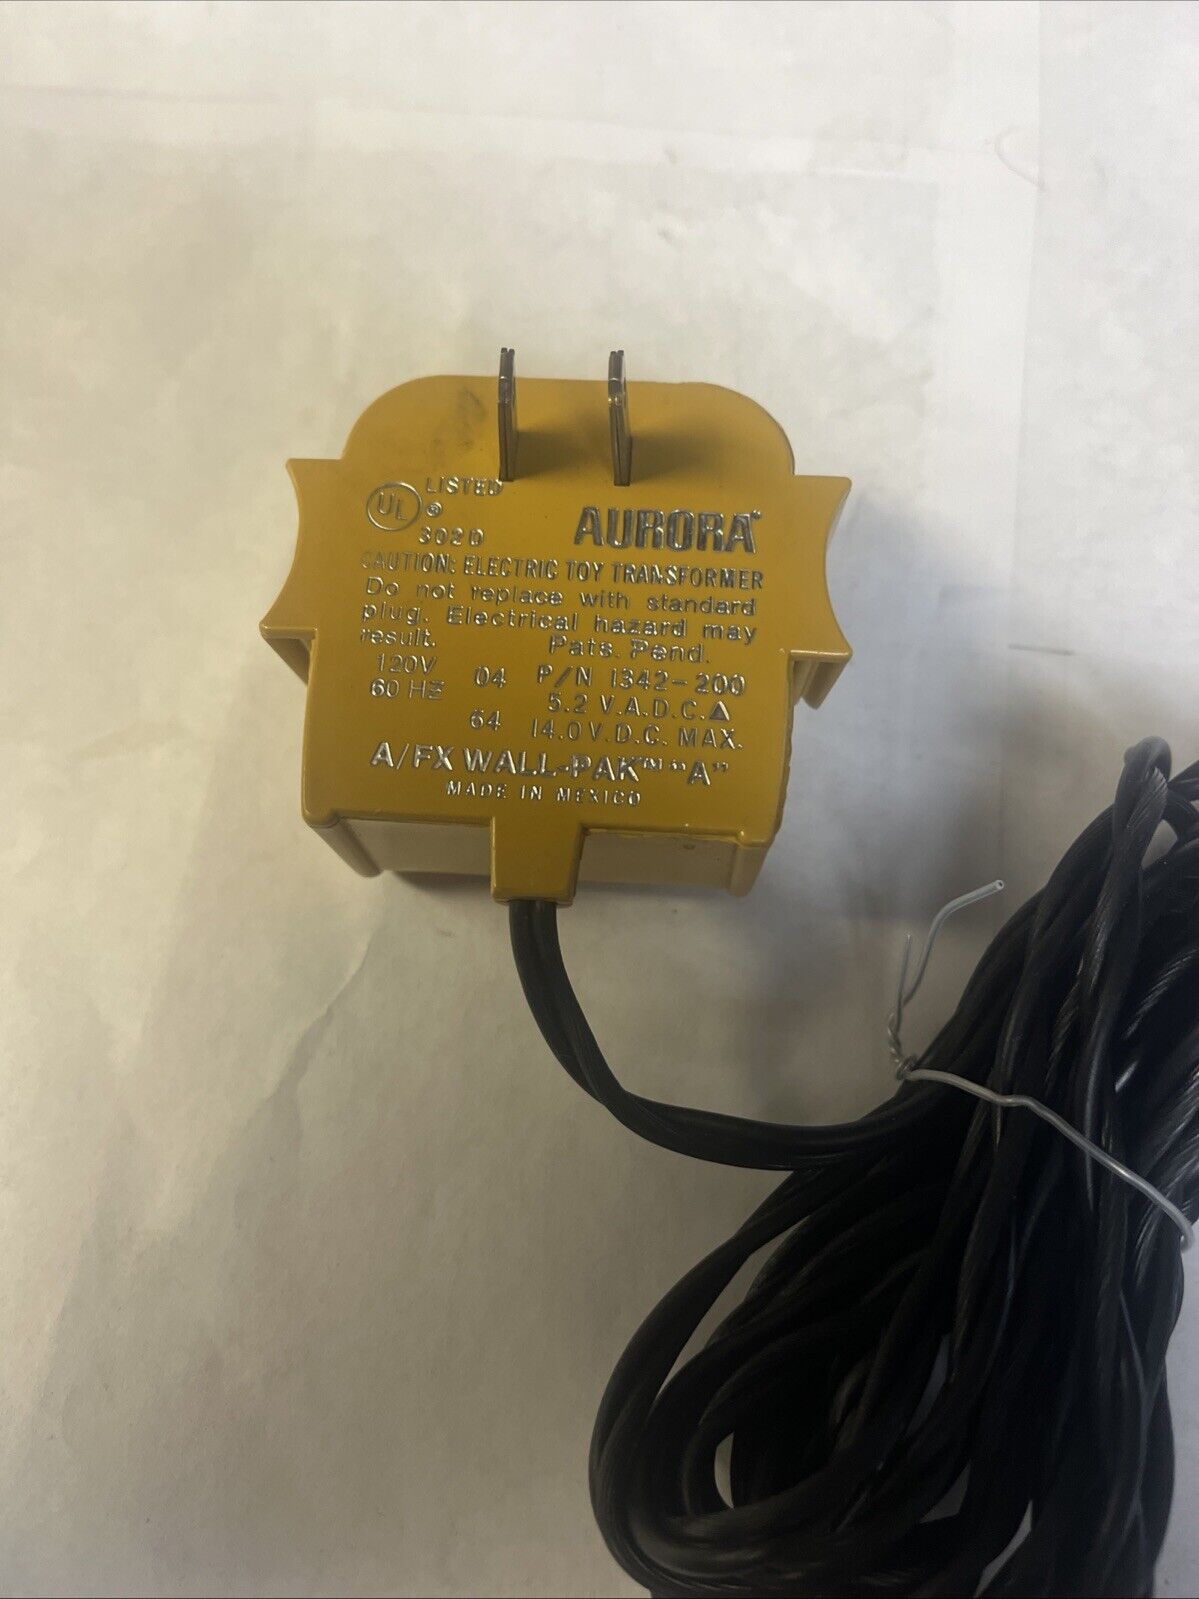 UL LISTED
®
302D
AURORA®
CAUTION: ELECTRIC TOY TRANSFORMER
Do not replace with standard
plug. Electrical hazard may
result. Pats. Pend.
120V 04 P/N 1342-200
60 HZ 5.2 V.A.D.C.△
64 14.0 V.D.C. MAX.
A/FX WALL-PAK™ "A"
MADE IN MEXICO